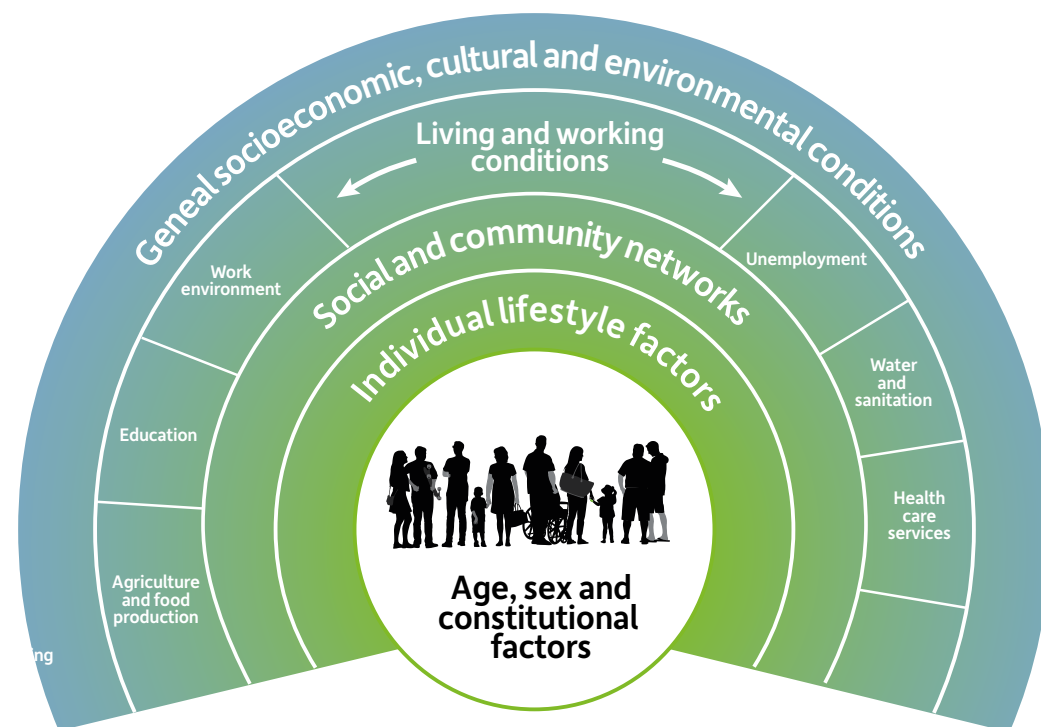 Geneal socioeconomic, cultural and environmental conditions
Living and working
conditions
Social and community networks
Individual lifestyle factors
Work
environment
Unemployment
Education
Water
and
sanitation
Agriculture
and food
production
Health
care
services
Age, sex and
constitutional
factors
ing